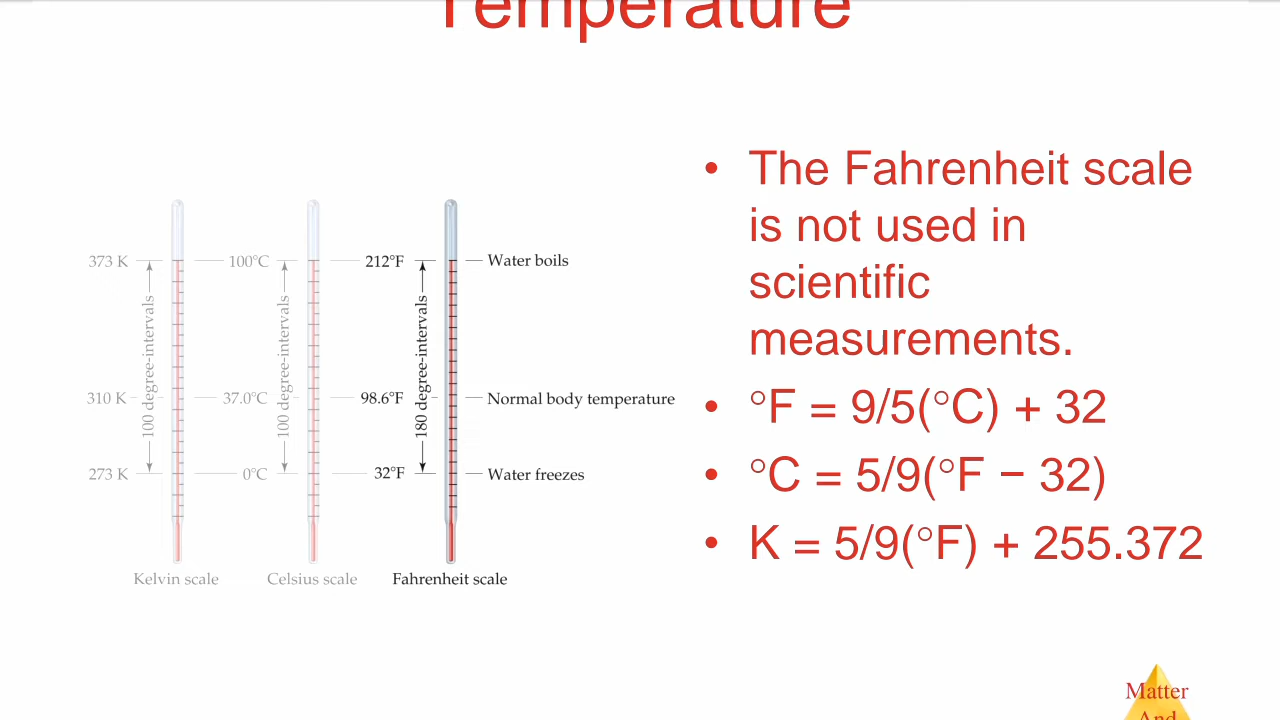 Temperature
The Fahrenheit scale
is not used in
scientific
measurements.
°F = 9/5(°C) + 32
°C = 5/9(°F − 32)
K = 5/9(°F) + 255.372
373 K
100°C
212°F
Water boils
100 degree-intervals
100 degree-intervals
180 degree-intervals
310 K
37.0°C
98.6°F
Normal body temperature
273 K
0°C
32°F
Water freezes
Kelvin scale
Celsius scale
Fahrenheit scale
Matter
And